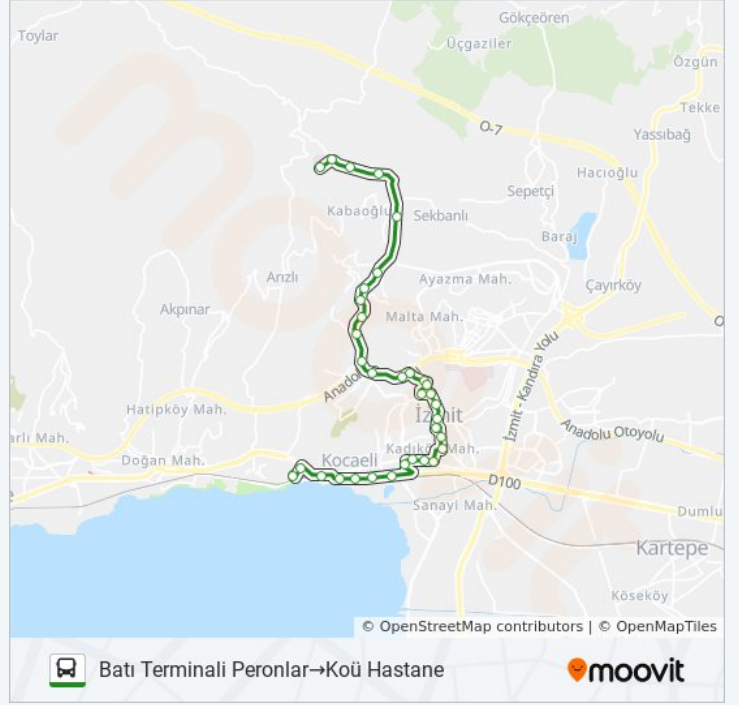 Gökçeören
Toylar
Üçgaziler
Özgün
Tekke
O-7
Yassıbağ
Hacıoğlu
Sepetçi
Kabaoğlu
Sekbanlı
Baraj
Arızlı
Ayazma Mah.
Çayırköy
Akpınar
Malta Mah.
O
İzmit - Kandıra Yolu
Anadol
Hatipköy Mah.
İzmit
Anadolu Otoyolu
arlı Mah.
Kadıkö Mah.
Doğan Mah.
Kocaeli
D100
Sanayi Mah.
Dumlu
Kartepe
Köseköy
© OpenStreetMap contributors | © OpenMapTiles
Batı Terminali Peronlar→Koü Hastane
moovit